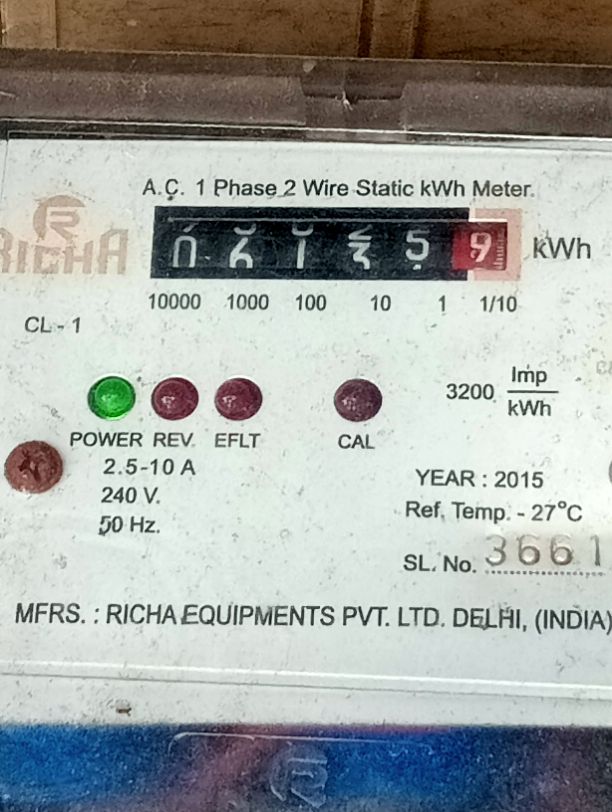 A.C. 1 Phase 2 Wire Static kWh Meter.
RICHA
5 9 kWh
10000 1000 100 10 1 1/10
CL - 1
3200 Imp/kWh
POWER REV. EFLT CAL
2.5-10 A
240 V.
50 Hz.
YEAR : 2015
Ref. Temp. - 27°C
SL. No. 3661
MFRS. : RICHA EQUIPMENTS PVT. LTD. DELHI, (INDIA)